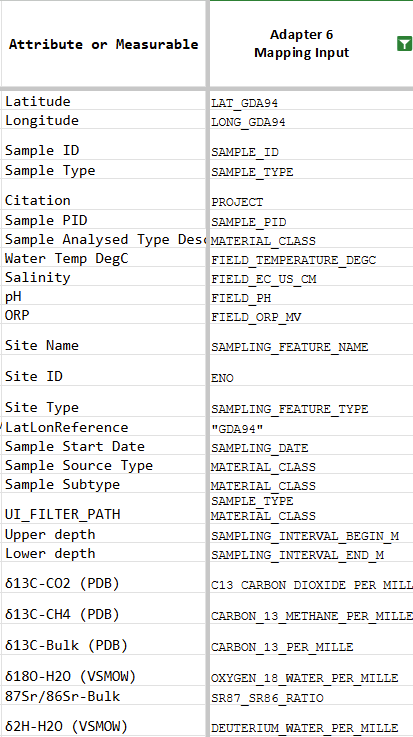 Attribute or Measurable
Adapter 6
Mapping Input
Latitude LAT_GDA94
Longitude LONG_GDA94
Sample ID SAMPLE_ID
Sample Type SAMPLE_TYPE
Citation PROJECT
Sample PID SAMPLE_PID
Sample Analysed Type Desc MATERIAL_CLASS
Water Temp DegC FIELD_TEMPERATURE_DEGC
Salinity FIELD_EC_US_CM
pH FIELD_PH
ORP FIELD_ORP_MV
Site Name SAMPLING_FEATURE_NAME
Site ID ENO
Site Type SAMPLING_FEATURE_TYPE
LatLonReference "GDA94"
Sample Start Date SAMPLING_DATE
Sample Source Type MATERIAL_CLASS
Sample Subtype MATERIAL_CLASS
SAMPLE_TYPE
UI_FILTER_PATH MATERIAL_CLASS
Upper depth SAMPLING_INTERVAL_BEGIN_M
Lower depth SAMPLING_INTERVAL_END_M
δ13C-CO2 (PDB) C13 CARBON DIOXIDE PER MILL
δ13C-CH4 (PDB) CARBON_13_METHANE_PER_MILLE
δ13C-Bulk (PDB) CARBON_13_PER_MILLE
δ18O-H2O (VSMOW) OXYGEN_18_WATER_PER_MILLE
87Sr/86Sr-Bulk SR87_SR86_RATIO
δ2H-H2O (VSMOW) DEUTERIUM_WATER_PER_MILLE